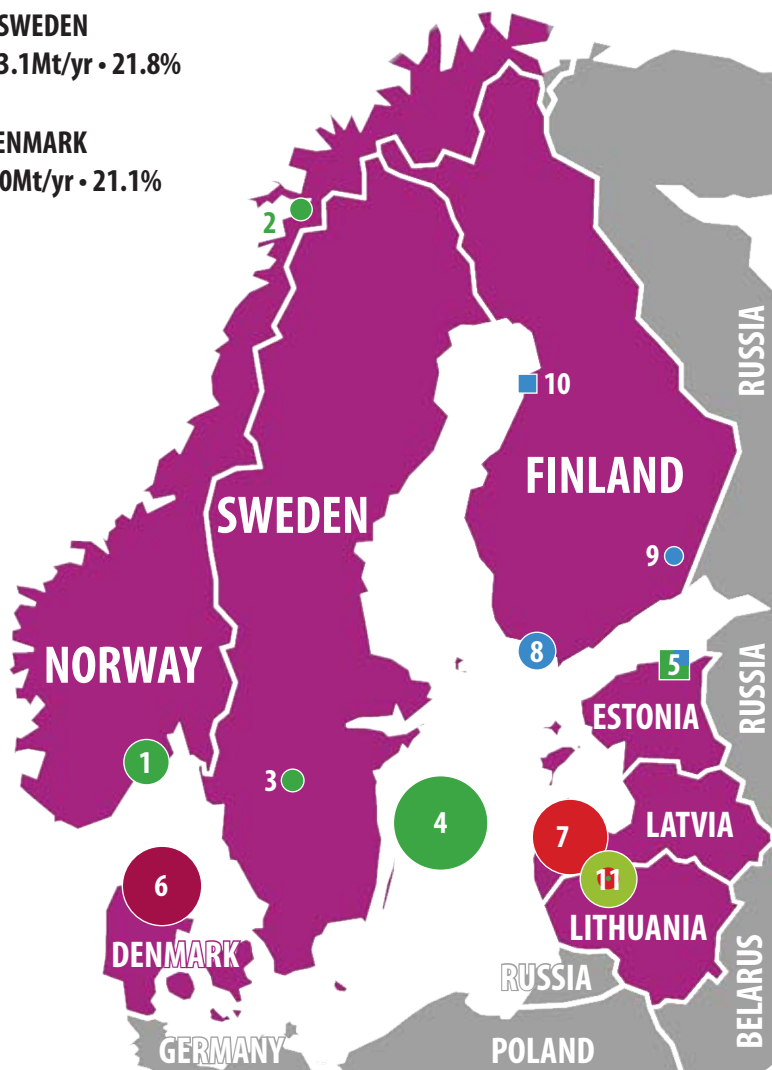 SWEDEN
3.1Mt/yr • 21.8%
ENMARK
0Mt/yr • 21.1%
2
RUSSIA
10
FINLAND
SWEDEN
9
8
NORWAY
5
RUSSIA
ESTONIA
1
3
4
7
LATVIA
6
11
LITHUANIA
DENMARK
RUSSIA
BELARUS
GERMANY
POLAND